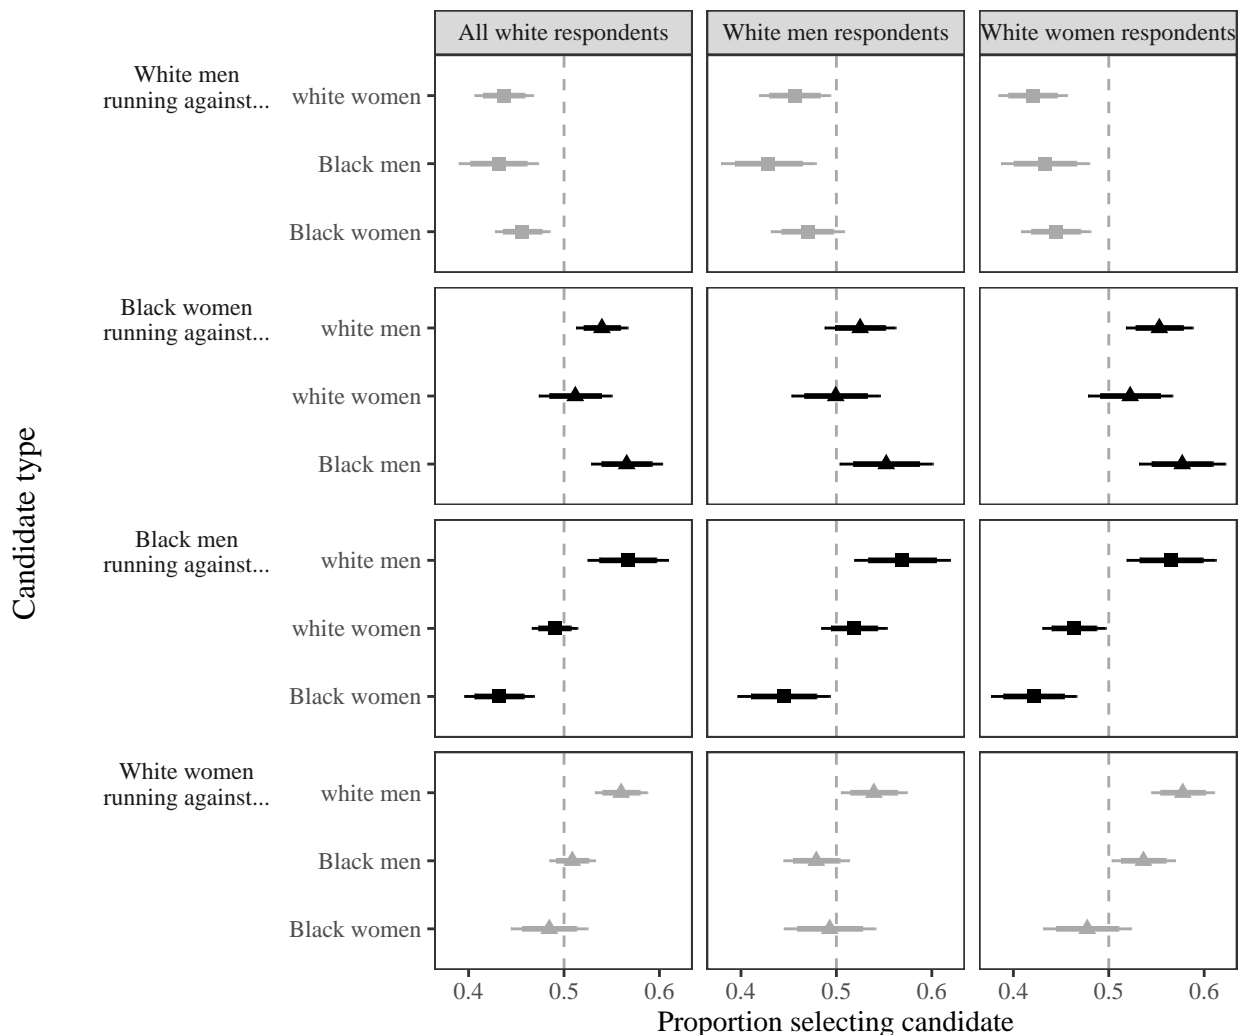 All white respondents
White men respondents
White women respondents
White men
running against...
white women
Black men
Black women
Black women
running against...
white men
white women
Black men
Black men
running against...
white men
white women
Black women
White women
running against...
white men
Black men
Black women
Candidate type
0.4 0.5 0.6
0.4 0.5 0.6
0.4 0.5 0.6
Proportion selecting candidate